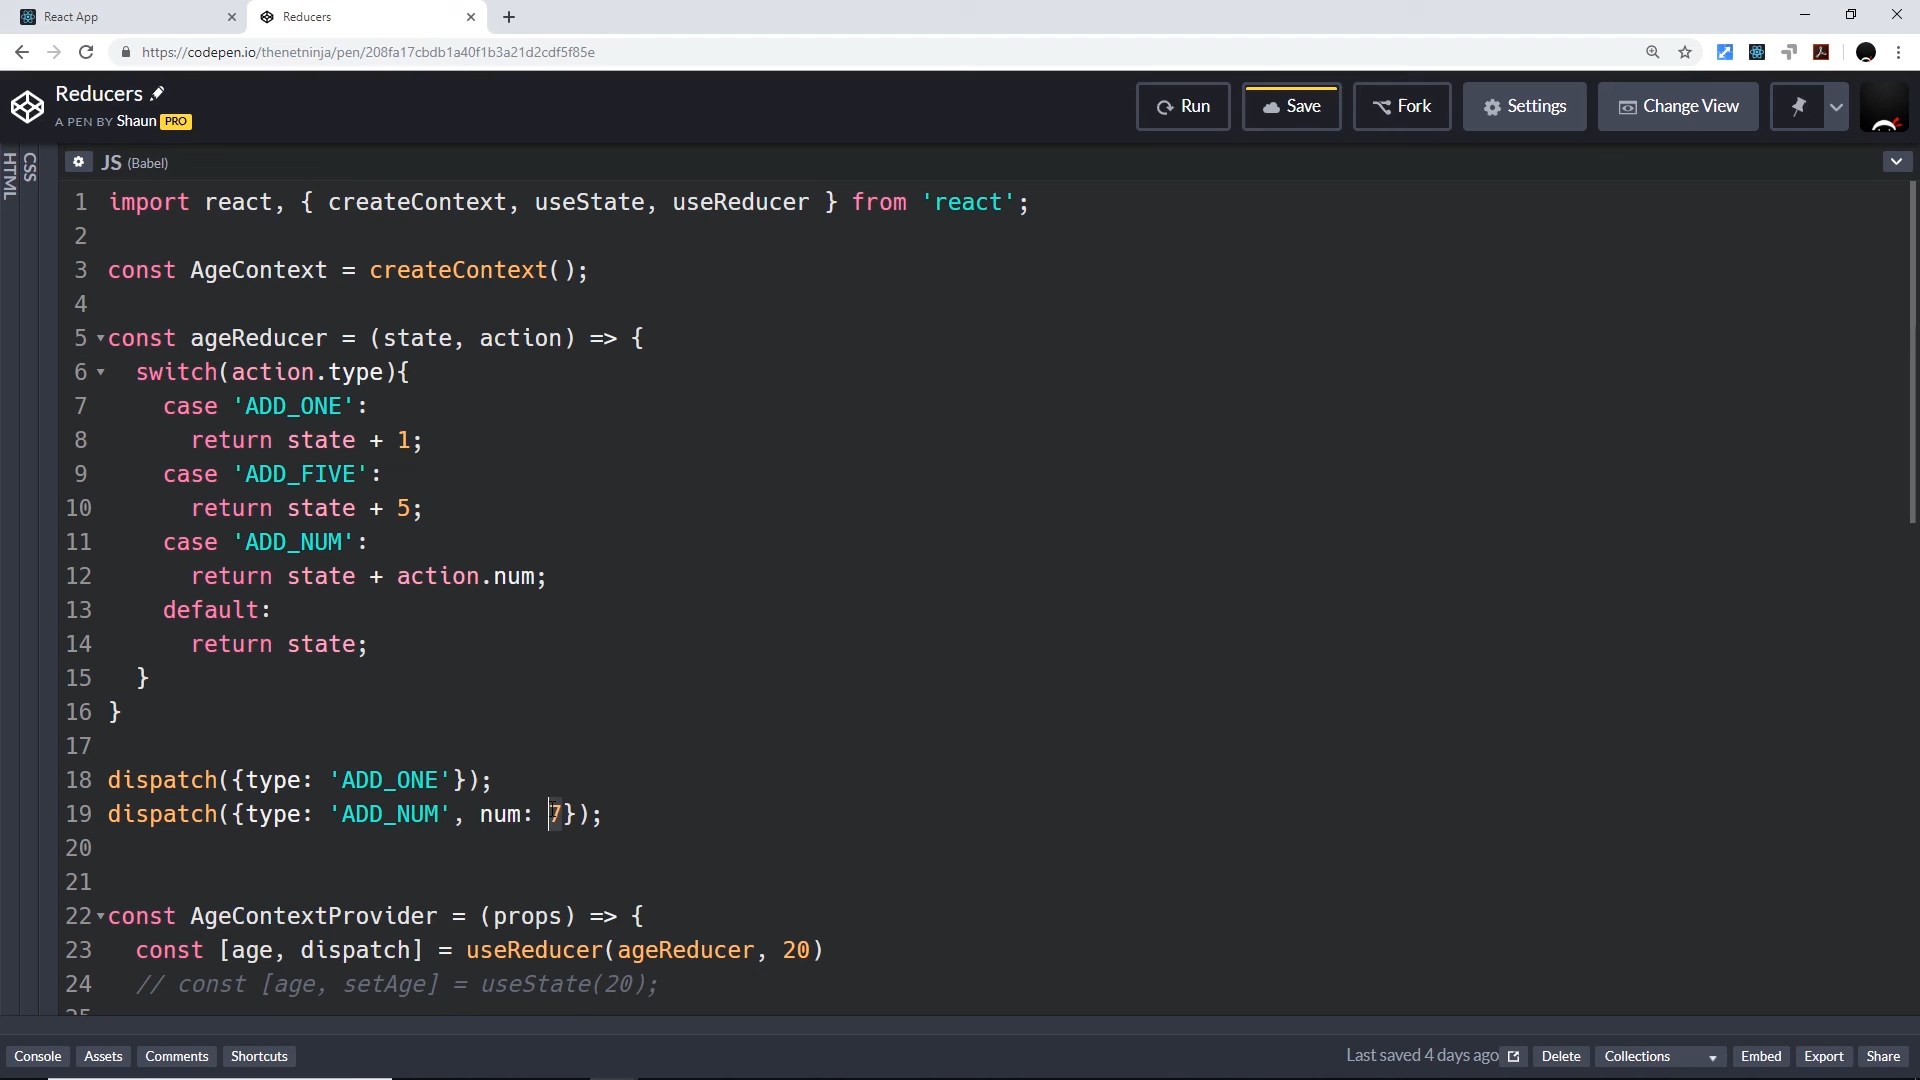 React App
Reducers
https://codepen.io/thenetninja/pen/208fa17cbdb1a40f1b3a21d2cdf5f85e
Reducers
A PEN BY Shaun PRO
Run
Save
Fork
Settings
Change View
HTML
CSS
JS (Babel)
1 import react, { createContext, useState, useReducer } from 'react';
2
3 const AgeContext = createContext();
4
5 const ageReducer = (state, action) => {
6 switch(action.type){
7 case 'ADD_ONE':
8 return state + 1;
9 case 'ADD_FIVE':
10 return state + 5;
11 case 'ADD_NUM':
12 return state + action.num;
13 default:
14 return state;
15 }
16 }
17
18 dispatch({type: 'ADD_ONE'});
19 dispatch({type: 'ADD_NUM', num: 7});
20
21
22 const AgeContextProvider = (props) => {
23 const [age, dispatch] = useReducer(ageReducer, 20)
24 // const [age, setAge] = useState(20);
25
Console
Assets
Comments
Shortcuts
Last saved 4 days ago
Delete
Collections
Embed
Export
Share